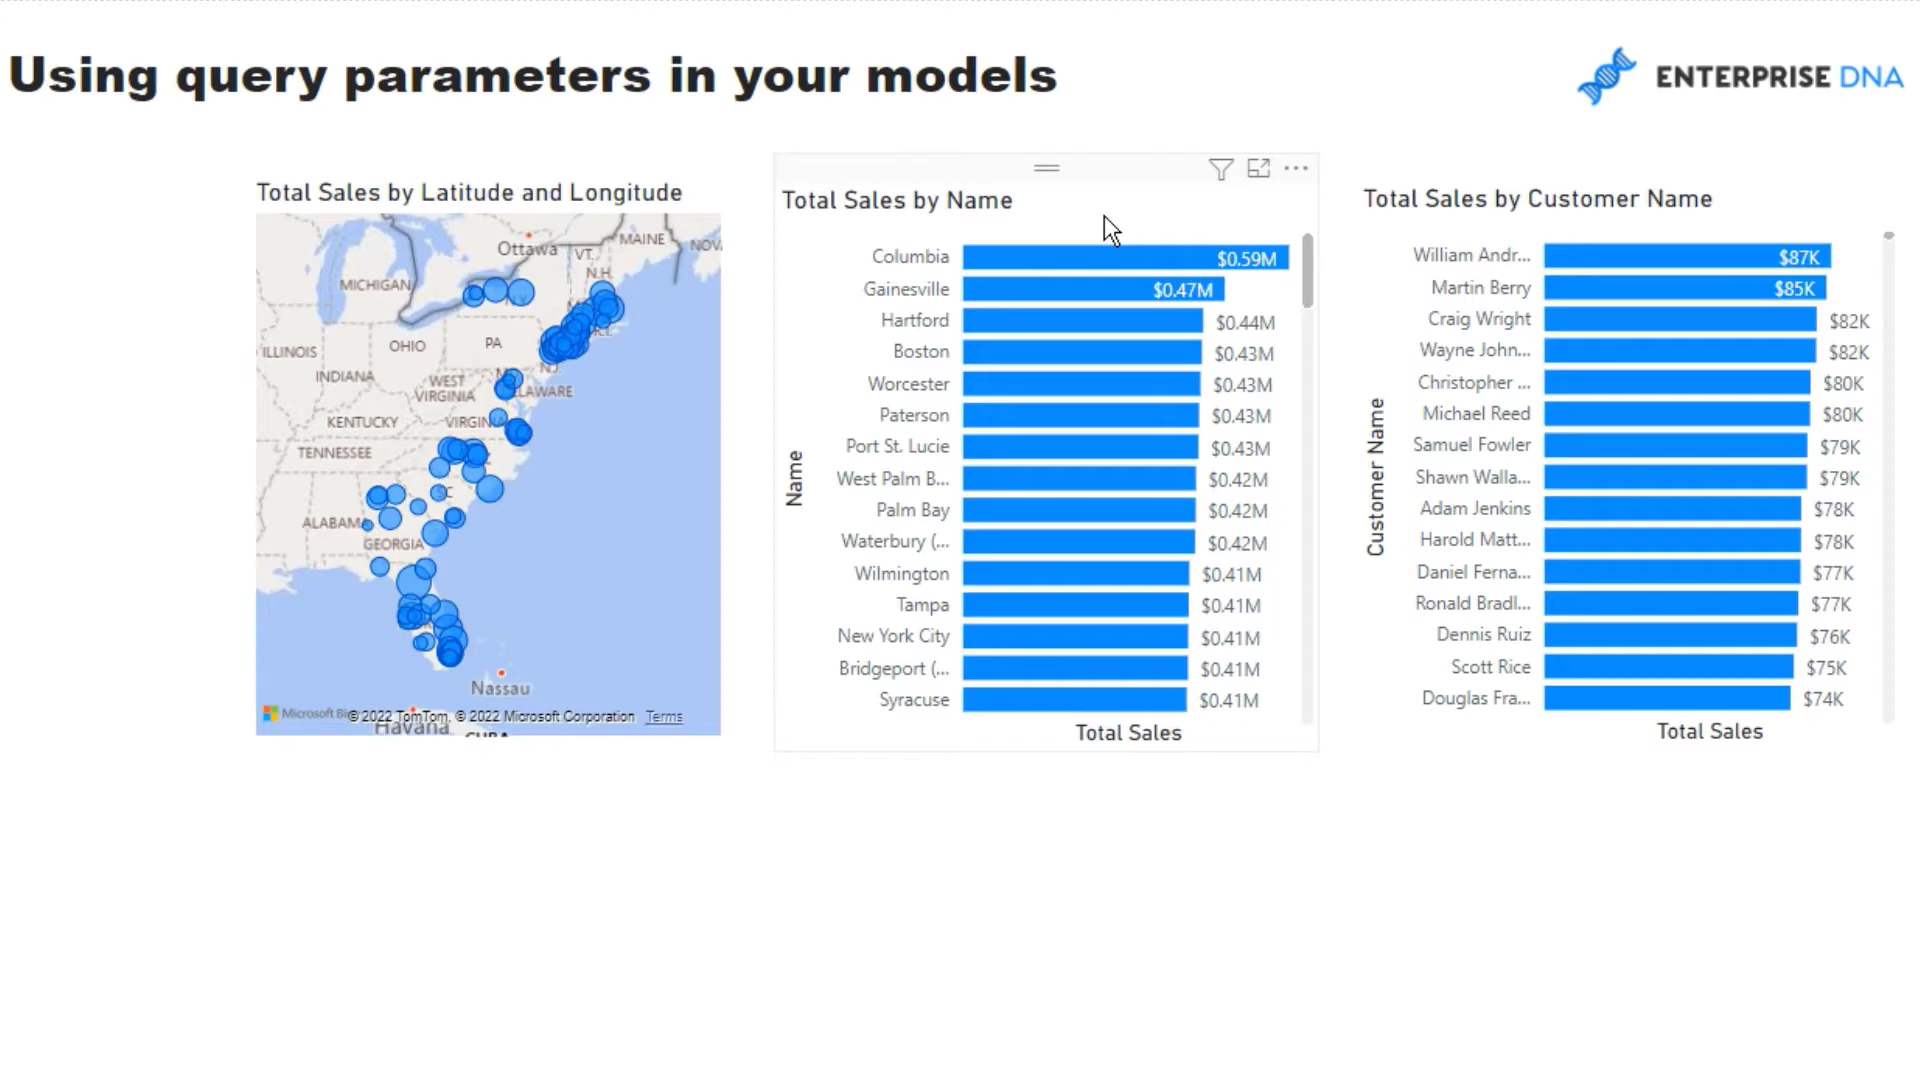 Using query parameters in your models
ENTERPRISE DNA
Total Sales by Latitude and Longitude
Ottawa
MAINE
VT.
N.H.
MICHIGAN
ILLINOIS
OHIO
PA
INDIANA
WEST
VIRGINIA
KENTUCKY
VIRGINIA
TENNESSEE
SC
ALABAMA
GEORGIA
Nassau
© 2022 TomTom, © 2022 Microsoft Corporation Terms
Havana
Total Sales by Name
Name
Columbia $0.59M
Gainesville $0.47M
Hartford $0.44M
Boston $0.43M
Worcester $0.43M
Paterson $0.43M
Port St. Lucie $0.43M
West Palm B... $0.42M
Palm Bay $0.42M
Waterbury (... $0.42M
Wilmington $0.41M
Tampa $0.41M
New York City $0.41M
Bridgeport (... $0.41M
Syracuse $0.41M
Total Sales
Total Sales by Customer Name
Customer Name
William Andr... $87K
Martin Berry $85K
Craig Wright $82K
Wayne John... $82K
Christopher ... $80K
Michael Reed $80K
Samuel Fowler $79K
Shawn Walla... $79K
Adam Jenkins $78K
Harold Matt... $78K
Daniel Ferna... $77K
Ronald Bradl... $77K
Dennis Ruiz $76K
Scott Rice $75K
Douglas Fra... $74K
Total Sales